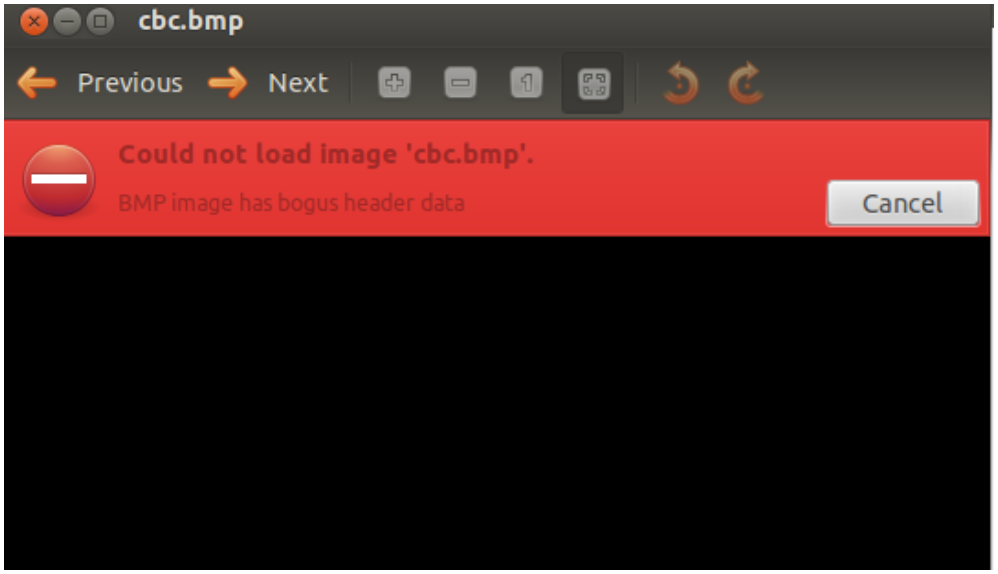 cbc.bmp
Previous Next 1
Could not load image 'cbc.bmp'.
BMP image has bogus header data
Cancel